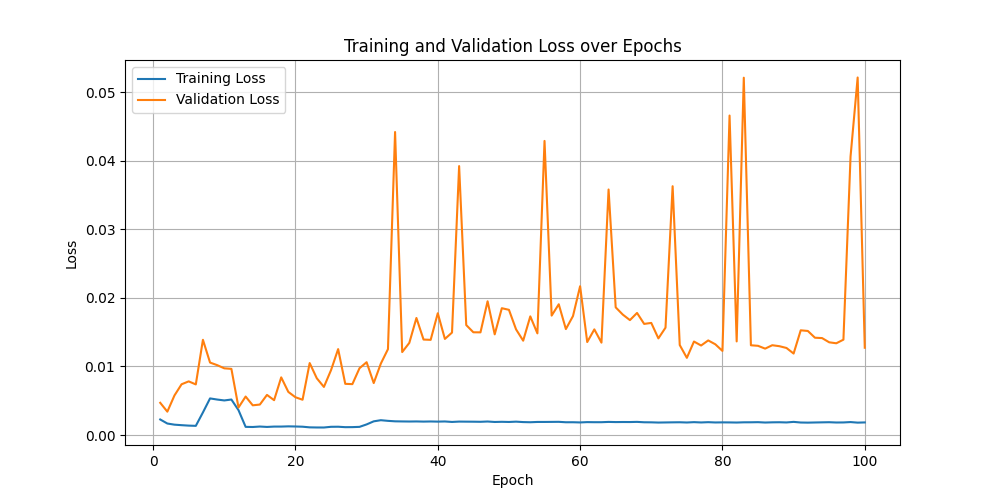 Training and Validation Loss over Epochs
Training Loss
Validation Loss
0.05
0.04
0.03
0.02
0.01
0.00
Loss
0
20
40
60
80
100
Epoch